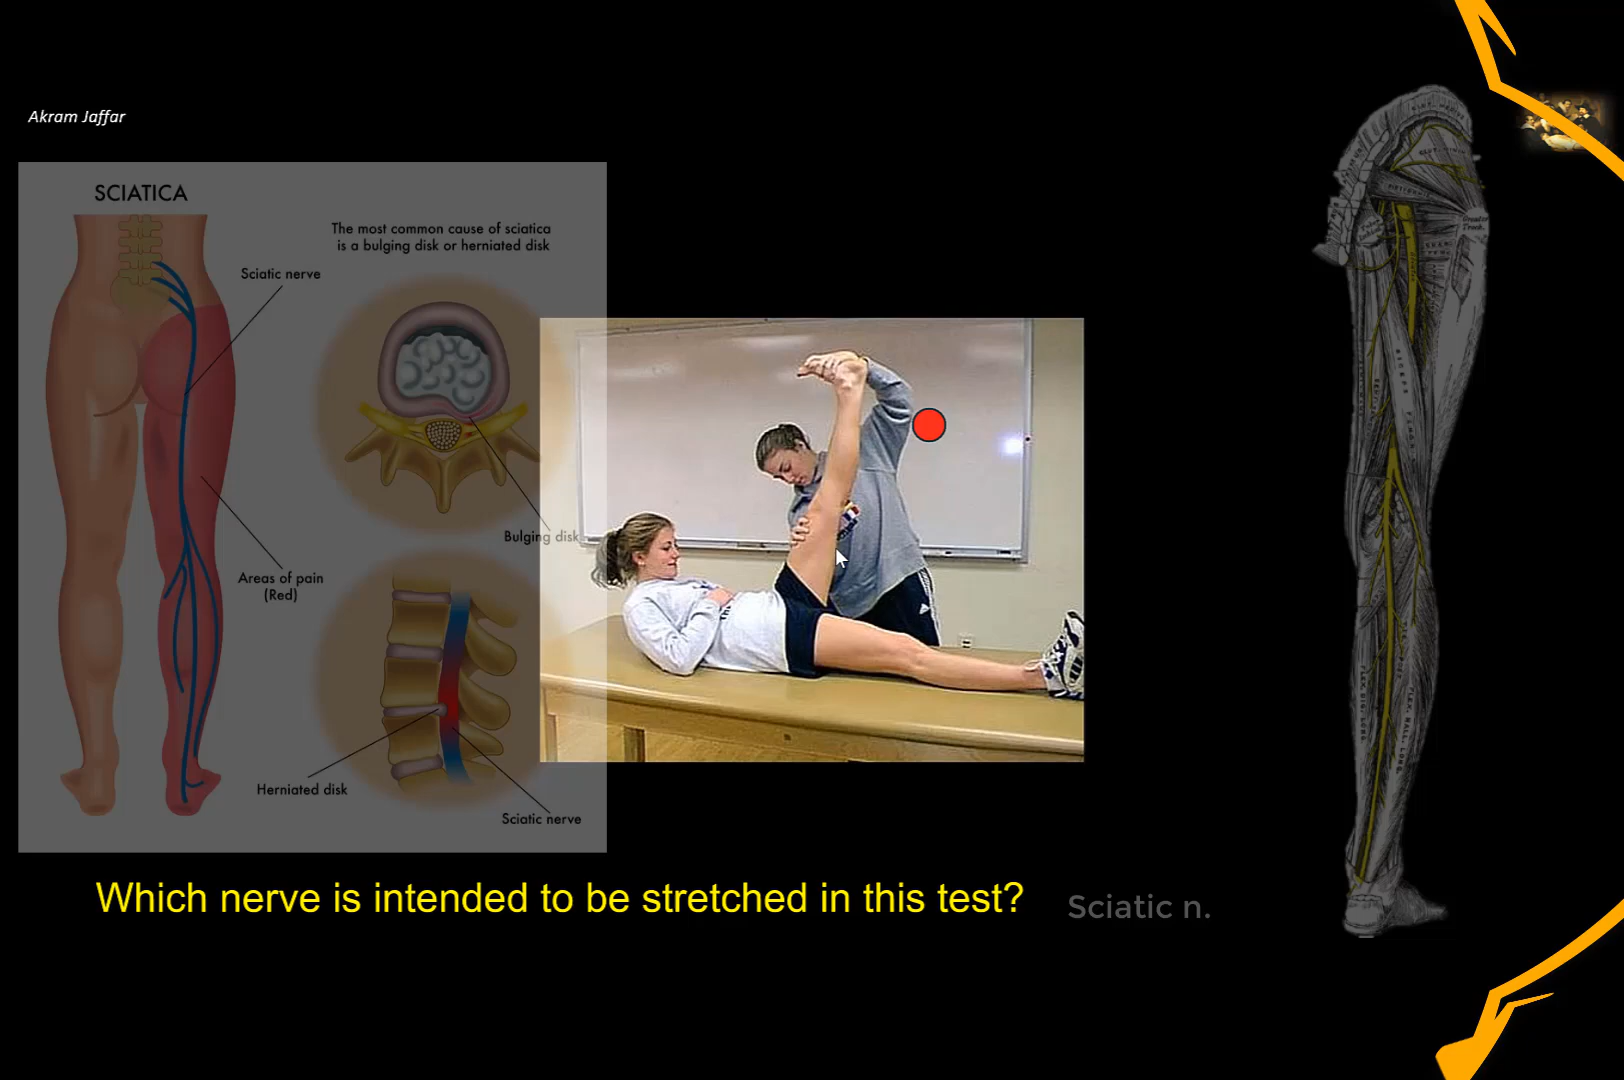 Akram Jaffar
SCIATICA
The most common cause of sciatica
is a bulging disk or herniated disk
Sciatic nerve
Bulging disk
Areas of pain
(Red)
Herniated disk
Sciatic nerve
Which nerve is intended to be stretched in this test?
Sciatic n.
Greater
Troch.